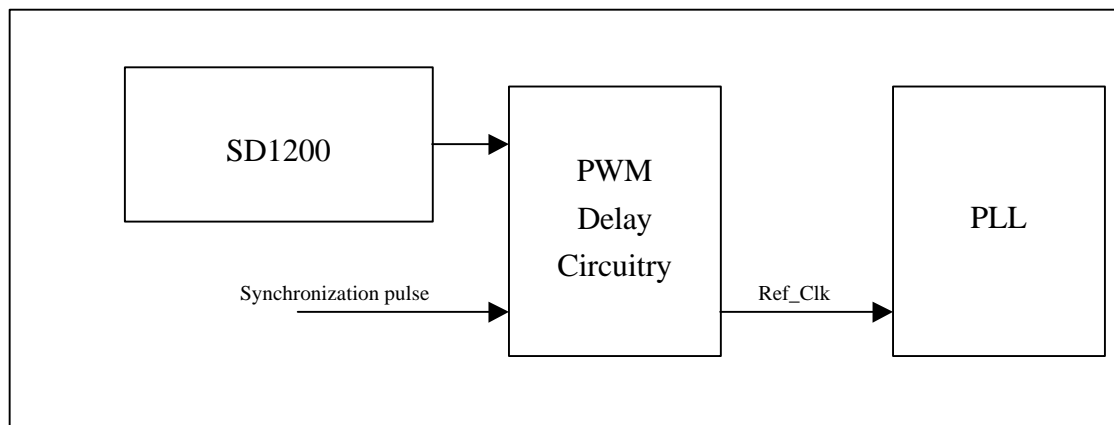 SD1200
PWM
Delay
Circuitry
PLL
Synchronization pulse
Ref_Clk